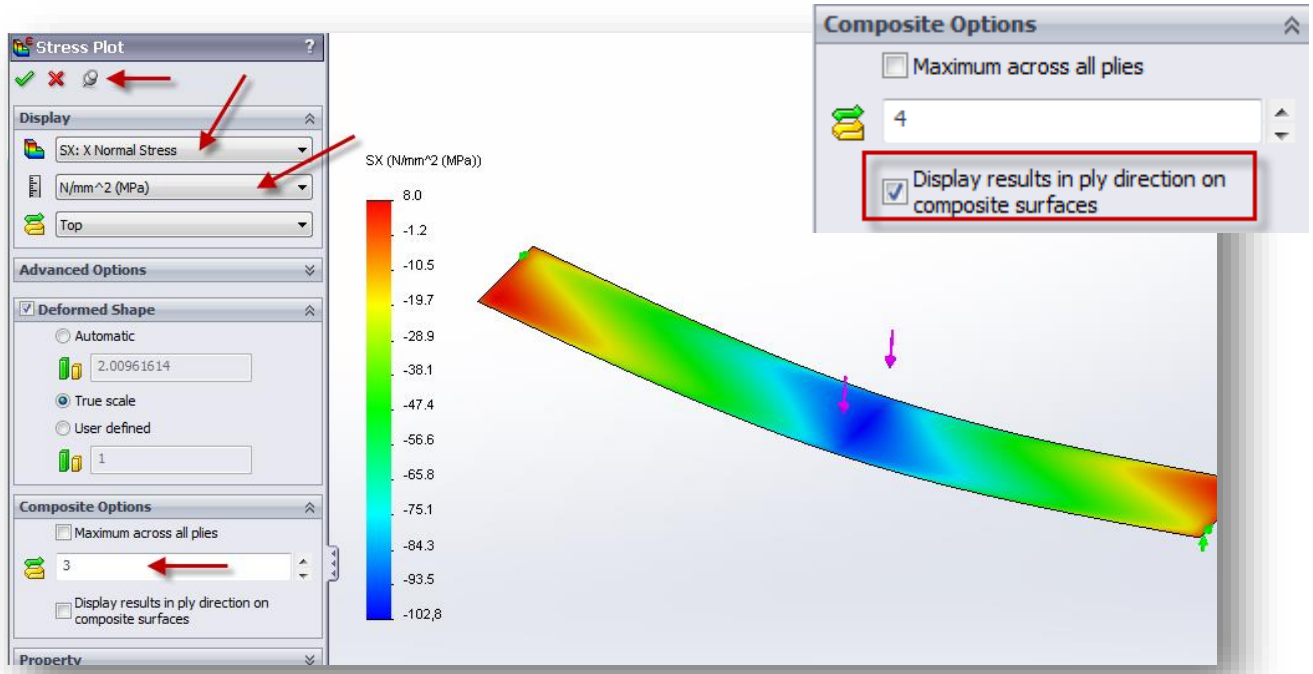 Stress Plot ?
Display
SX: X Normal Stress
N/mm^2 (MPa)
Top
Advanced Options
Deformed Shape
Automatic
2.00961614
True scale
User defined
1
Composite Options
Maximum across all plies
3
Display results in ply direction on
composite surfaces
Property
SX (N/mm^2 (MPa))
8.0
-1.2
-10.5
-19.7
-28.9
-38.1
-47.4
-56.6
-65.8
-75.1
-84.3
-93.5
-102,8
Composite Options
Maximum across all plies
4
Display results in ply direction on
composite surfaces